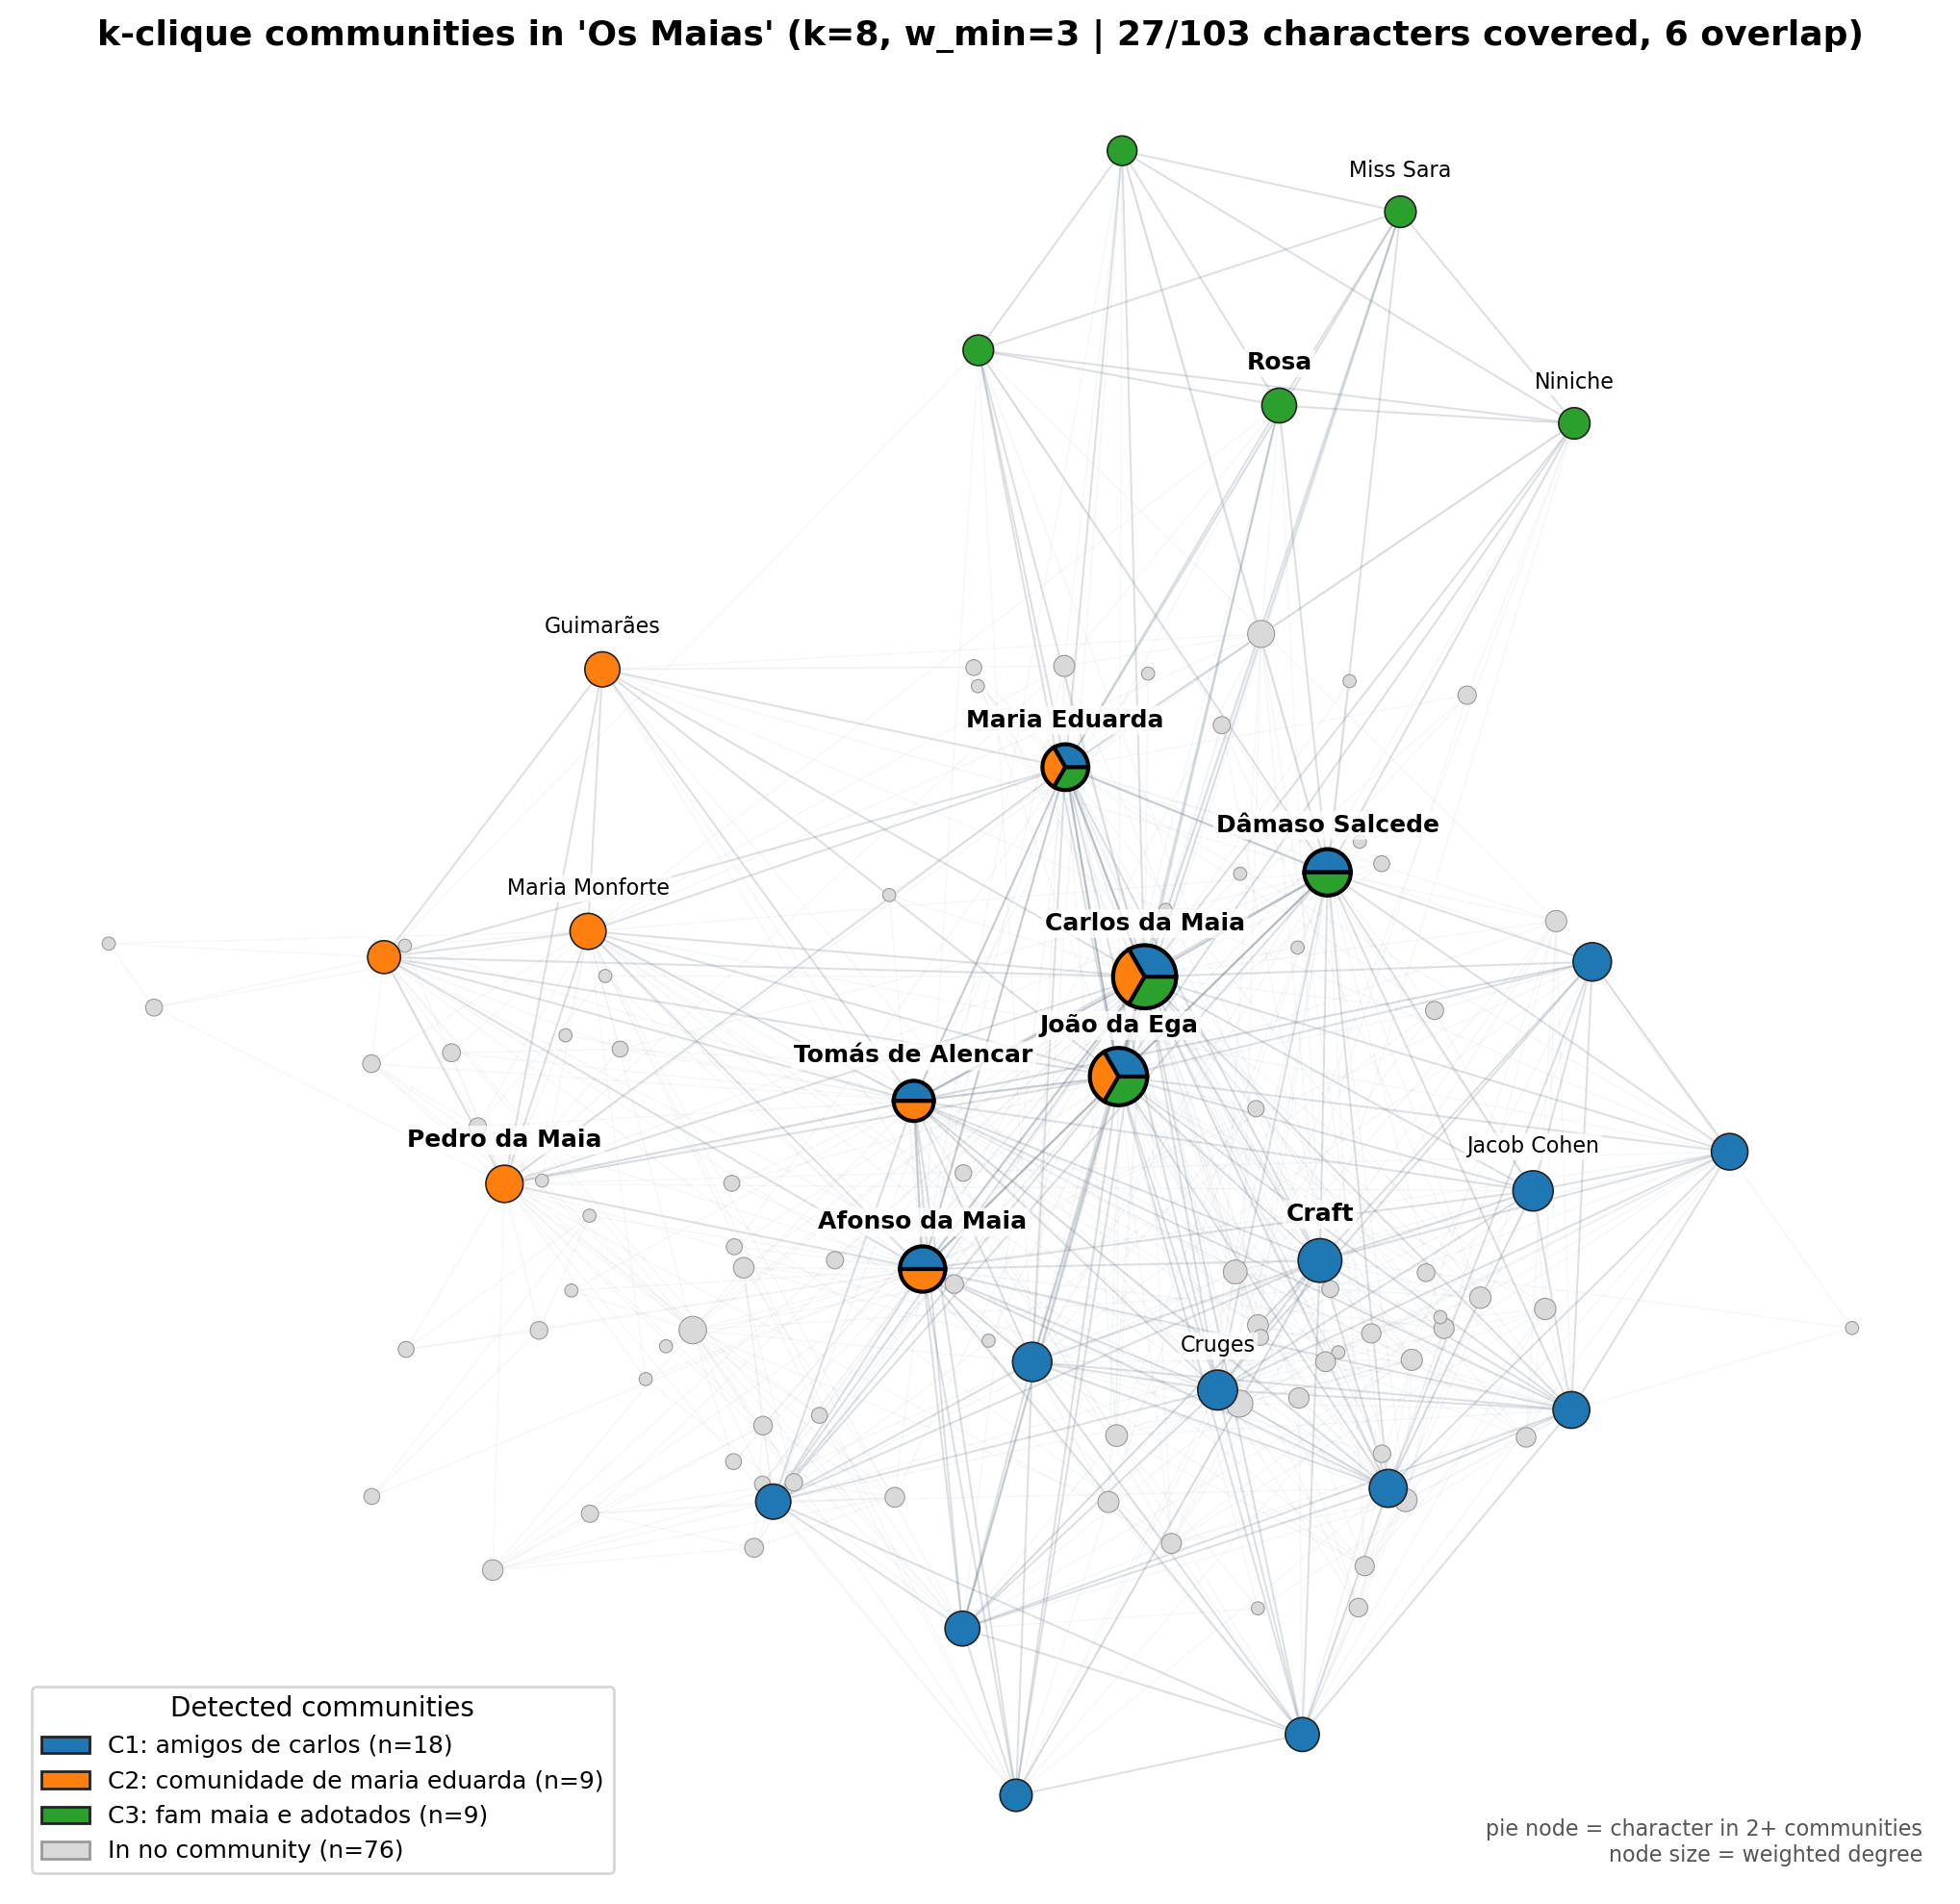 k-clique communities in 'Os Maias' (k=8, w_min=3 | 27/103 characters covered, 6 overlap)
Miss Sara
Rosa
Niniche
Guimarães
Maria Eduarda
Dâmaso Salcede
Maria Monforte
Carlos da Maia
João da Ega
Tomás de Alencar
Pedro da Maia
Jacob Cohen
Afonso da Maia
Craft
Cruges
Detected communities
C1: amigos de carlos (n=18)
C2: comunidade de maria eduarda (n=9)
C3: fam maia e adotados (n=9)
In no community (n=76)
pie node = character in 2+ communities
node size = weighted degree